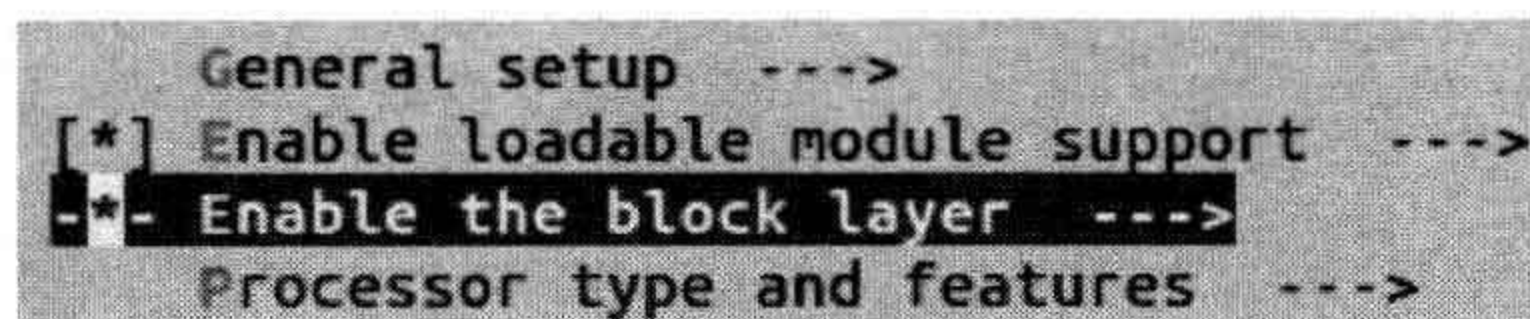 General setup  --->
[*] Enable loadable module support  --->
-*- Enable the block layer  --->
Processor type and features  --->